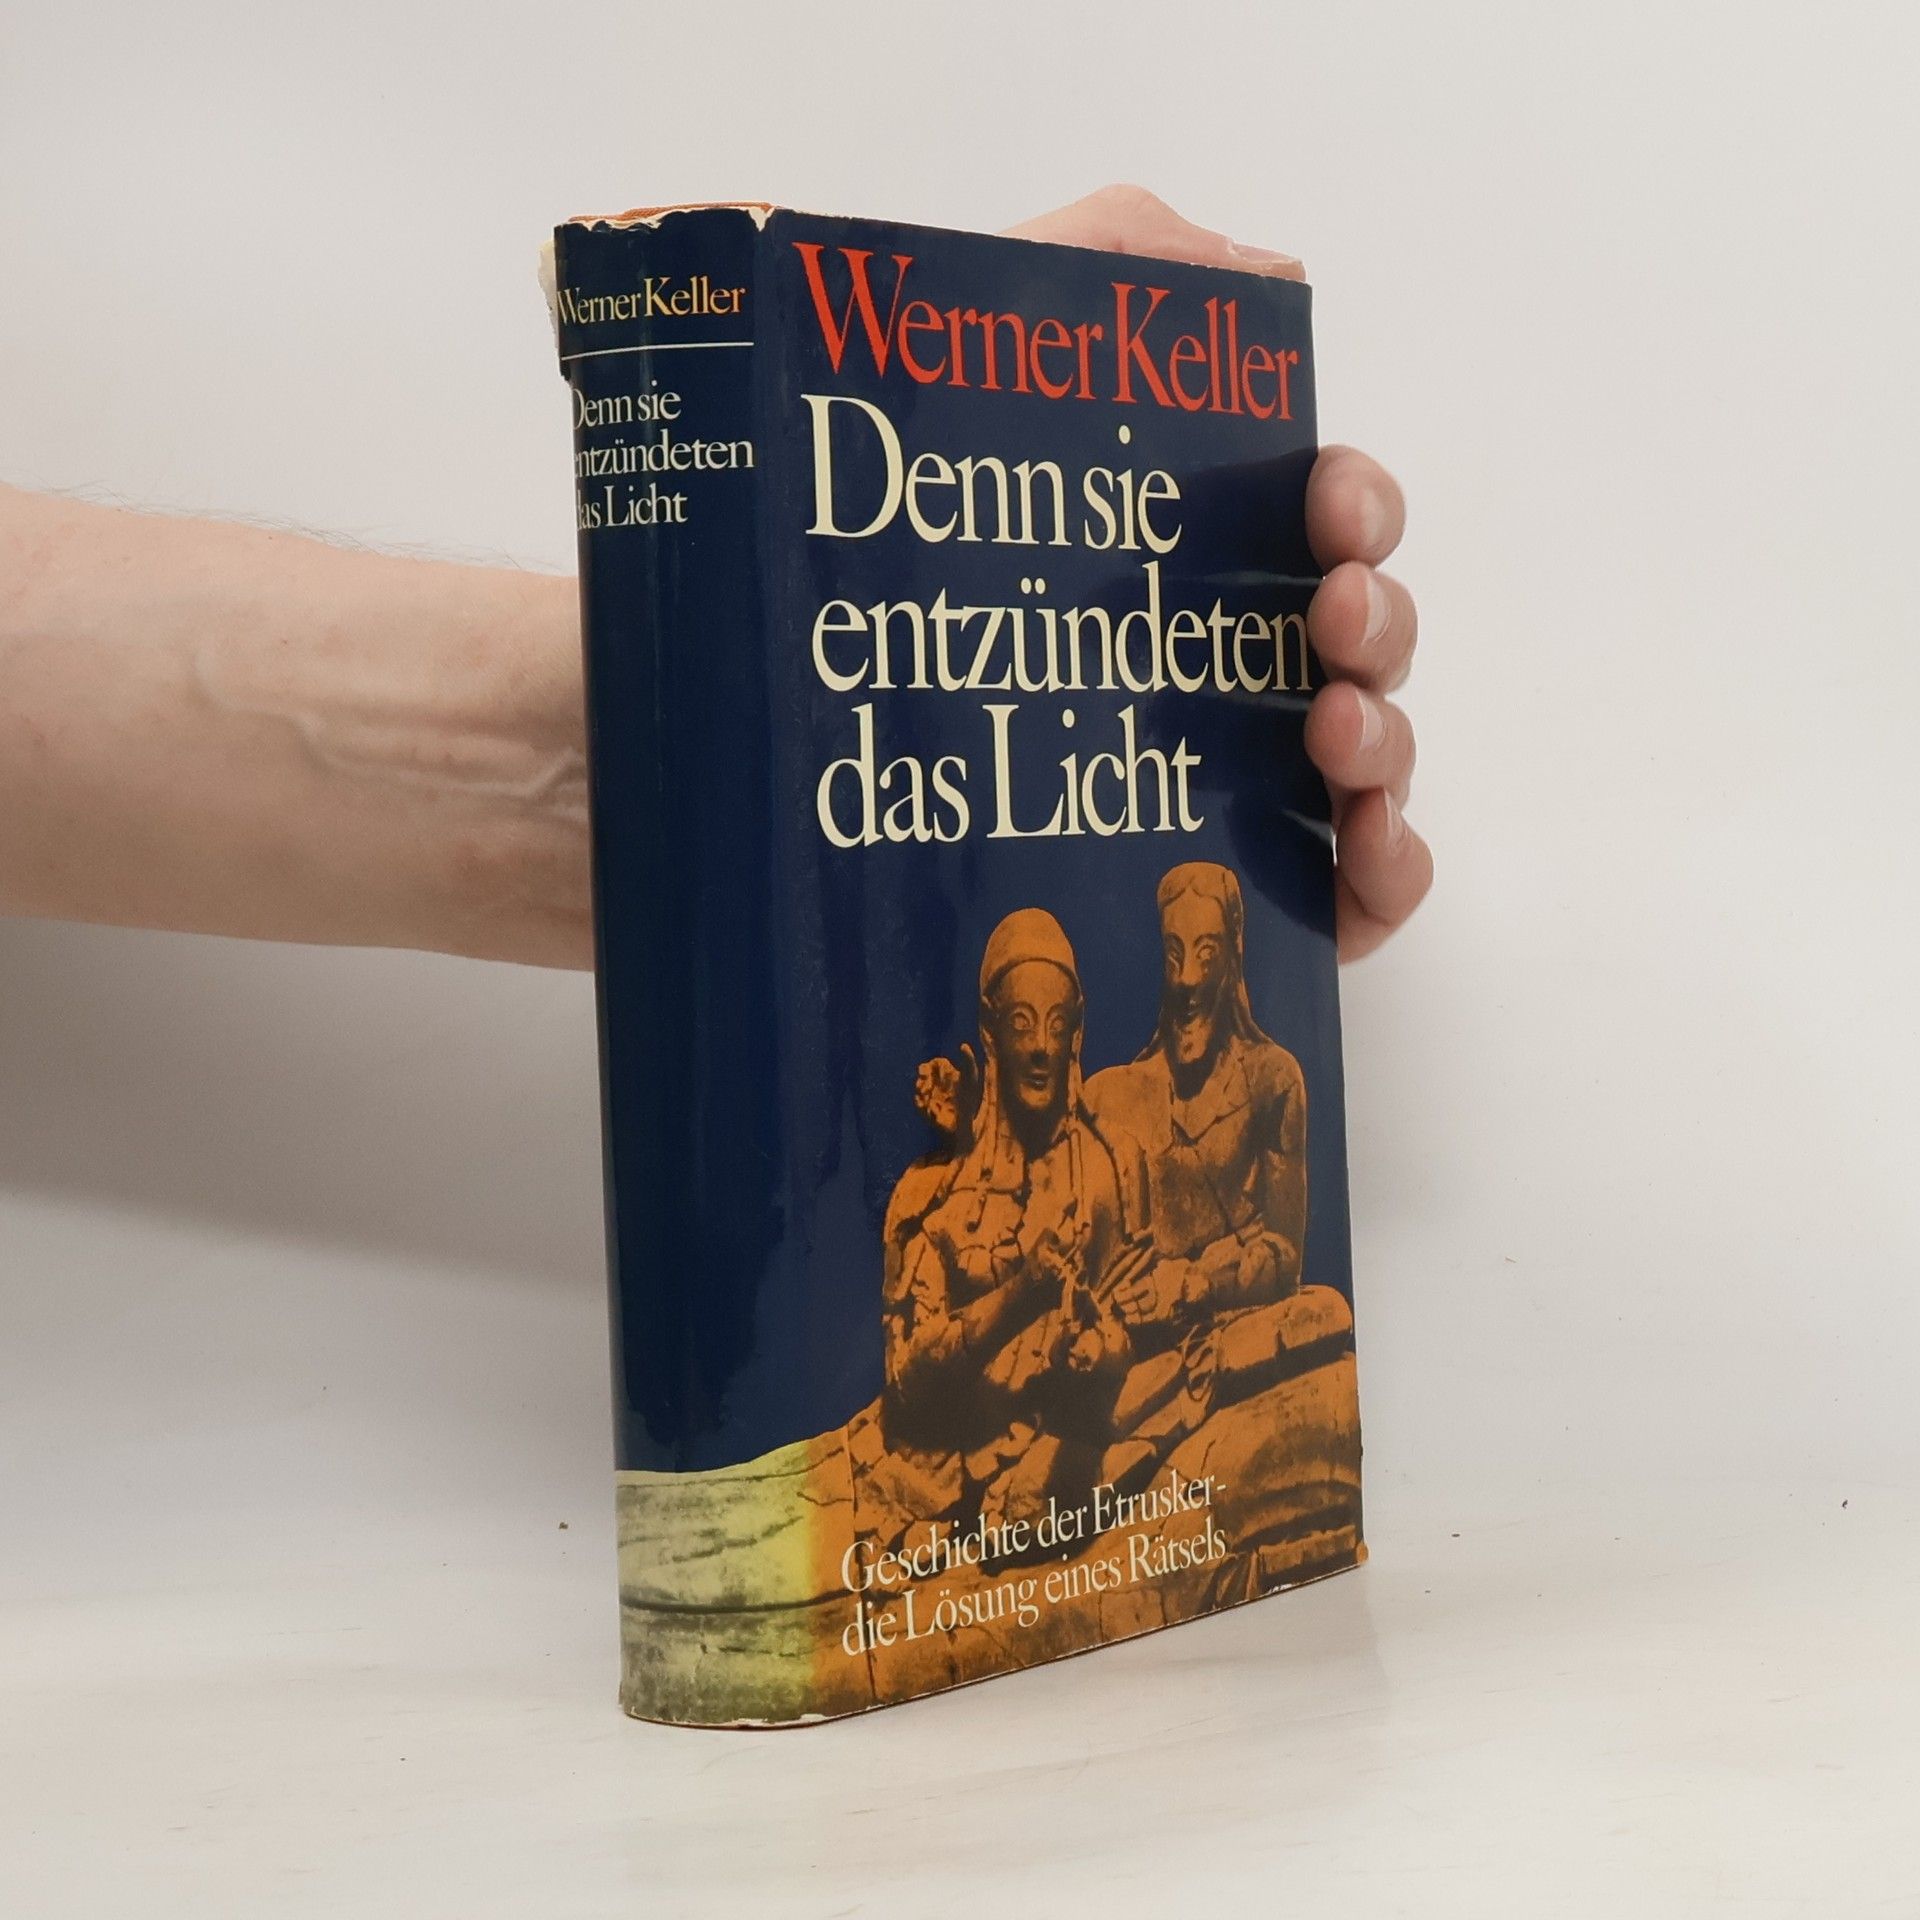 Werner Keller
Denn sie
entzündeten
das Licht
Werner Keller
Denn sie
entzündeten
das Licht
Geschichte der Etrusker-
die Lösung eines Rätsels